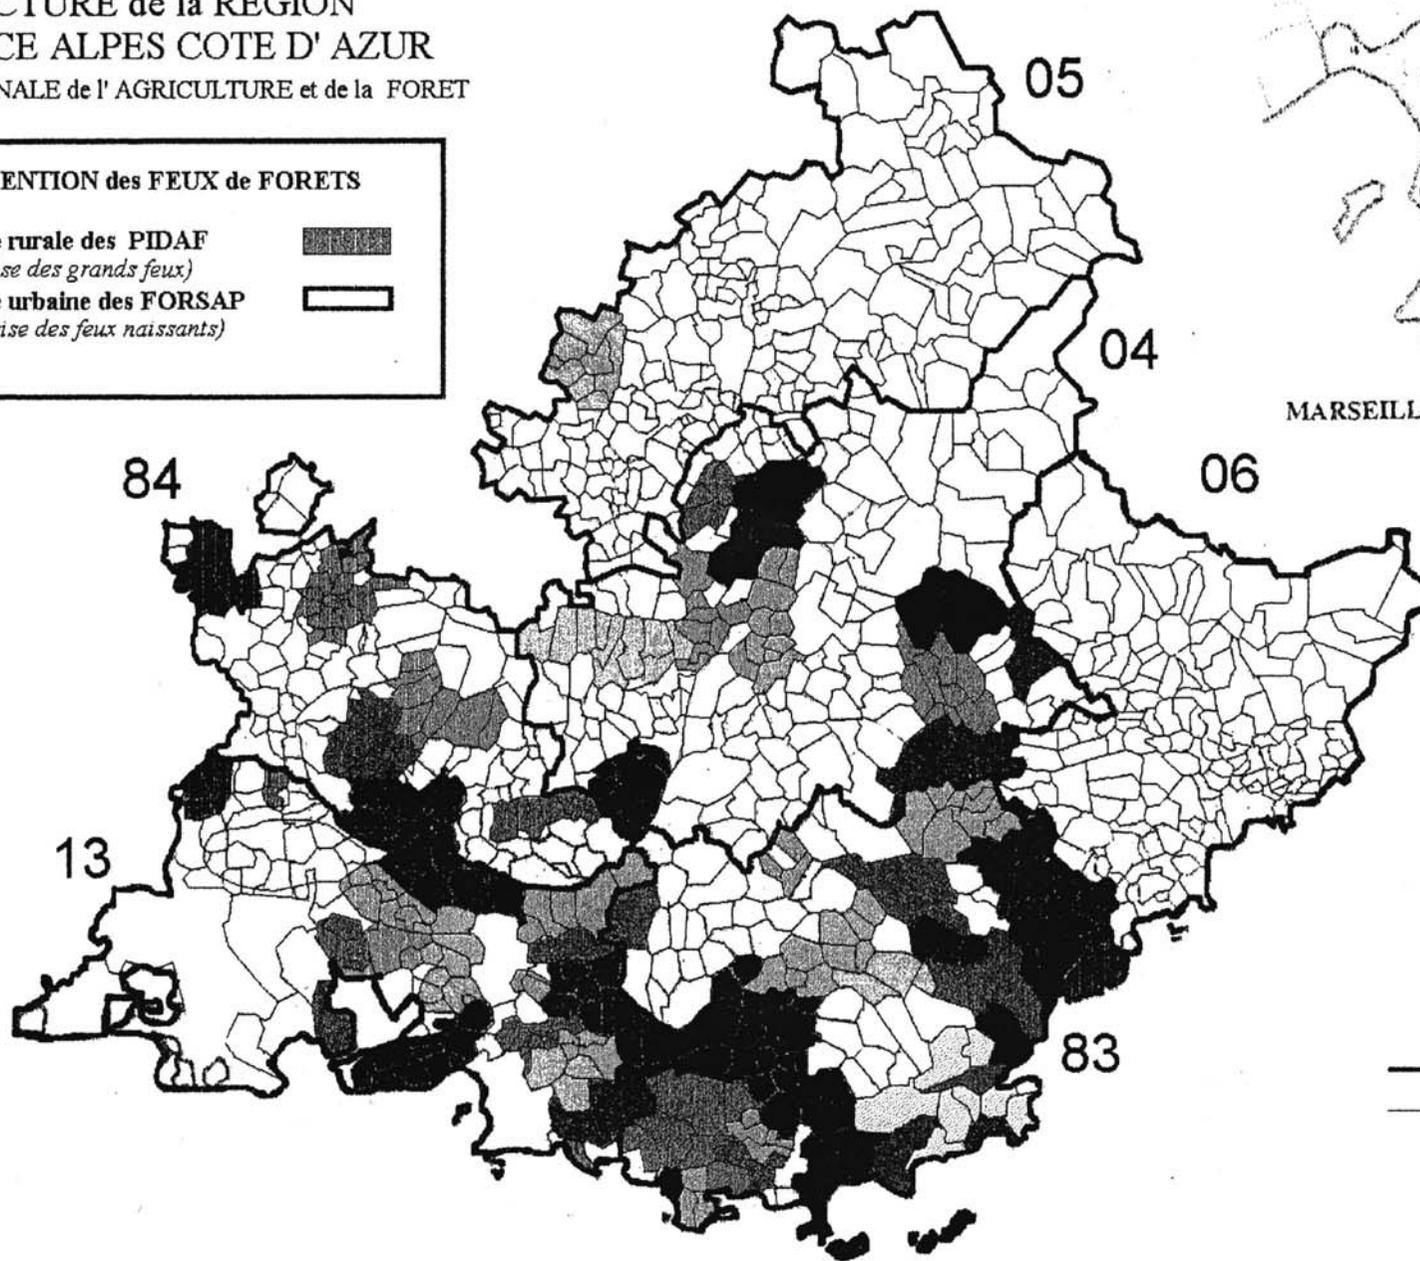 CTURE de la REGION
CE ALPES COTE D' AZUR
NALE de l' AGRICULTURE et de la FORET
ENTION des FEUX de FORETS
e rurale des PIDAF
se des grands feux)
e urbaine des FORSAP
ise des feux naissants)
05
04
MARSEILL
06
84
13
83